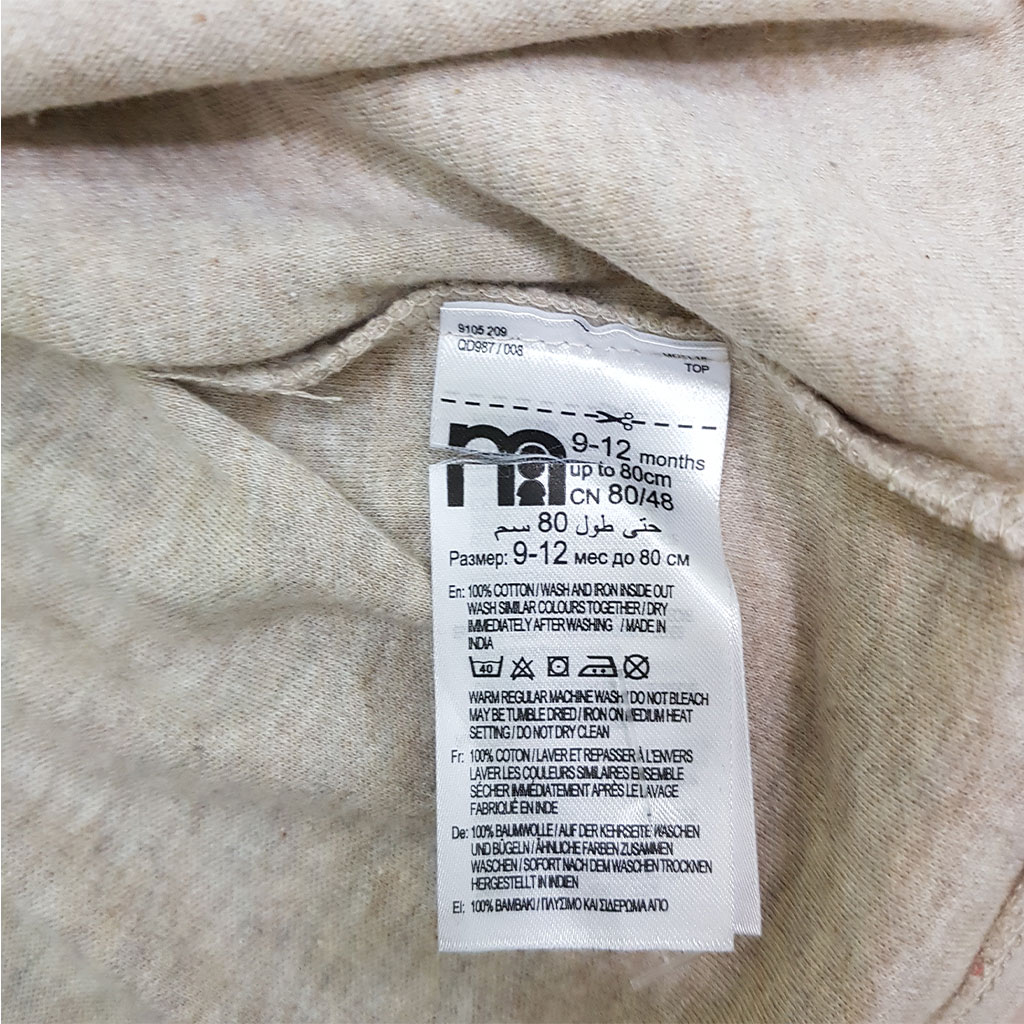 9105 209
QD987 / 008
TOP
9-12 months
up to 80cm
CN 80/48
حتى طول 80 سم
Размер: 9-12 мес до 80 см
En: 100% COTTON / WASH AND IRON INSIDE OUT
WASH SIMILAR COLOURS TOGETHER / DRY
IMMEDIATELY AFTER WASHING / MADE IN
INDIA
40
WARM REGULAR MACHINE WASH / DO NOT BLEACH
MAY BE TUMBLE DRIED / IRON ON MEDIUM HEAT
SETTING / DO NOT DRY CLEAN
Fr: 100% COTON / LAVER ET REPASSER À L'ENVERS
LAVER LES COULEURS SIMILAIRES ENSEMBLE
SÉCHER IMMÉDIATEMENT APRÈS LE LAVAGE
FABRIQUÉ EN INDE
De: 100% BAUMWOLLE / AUF DER KEHRSEITE WASCHEN
UND BÜGELN / ÄHNLICHE FARBEN ZUSAMMEN
WASCHEN / SOFORT NACH DEM WASCHEN TROCKNEN
HERGESTELLT IN INDIEN
El: 100% ΒΑΜΒΑΚΙ / ΠΛΥΣΙΜΟ ΚΑΙ ΣΙΔΕΡΩΜΑ ΑΠΟ